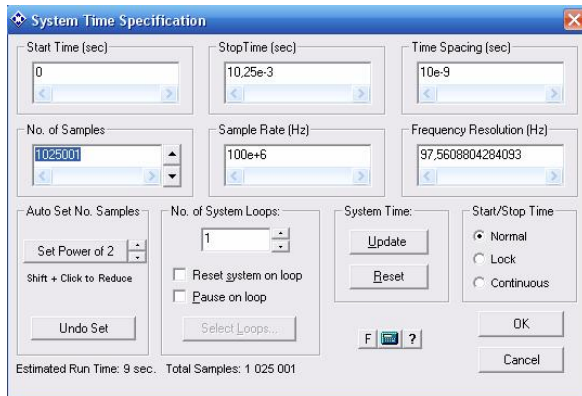 System Time Specification
Start Time (sec)
StopTime (sec)
Time Spacing (sec)
0
10,25e-3
10e-9
No. of Samples
Sample Rate (Hz)
Frequency Resolution (Hz)
1025001
100e+6
97,5608804284093
Auto Set No. Samples
No. of System Loops:
System Time:
Start/Stop Time
Set Power of 2
1
Update
Normal
Shift + Click to Reduce
Reset system on loop
Reset
Lock
Pause on loop
Continuous
Undo Set
Select Loops...
F
?
OK
Cancel
Estimated Run Time: 9 sec. Total Samples: 1 025 001